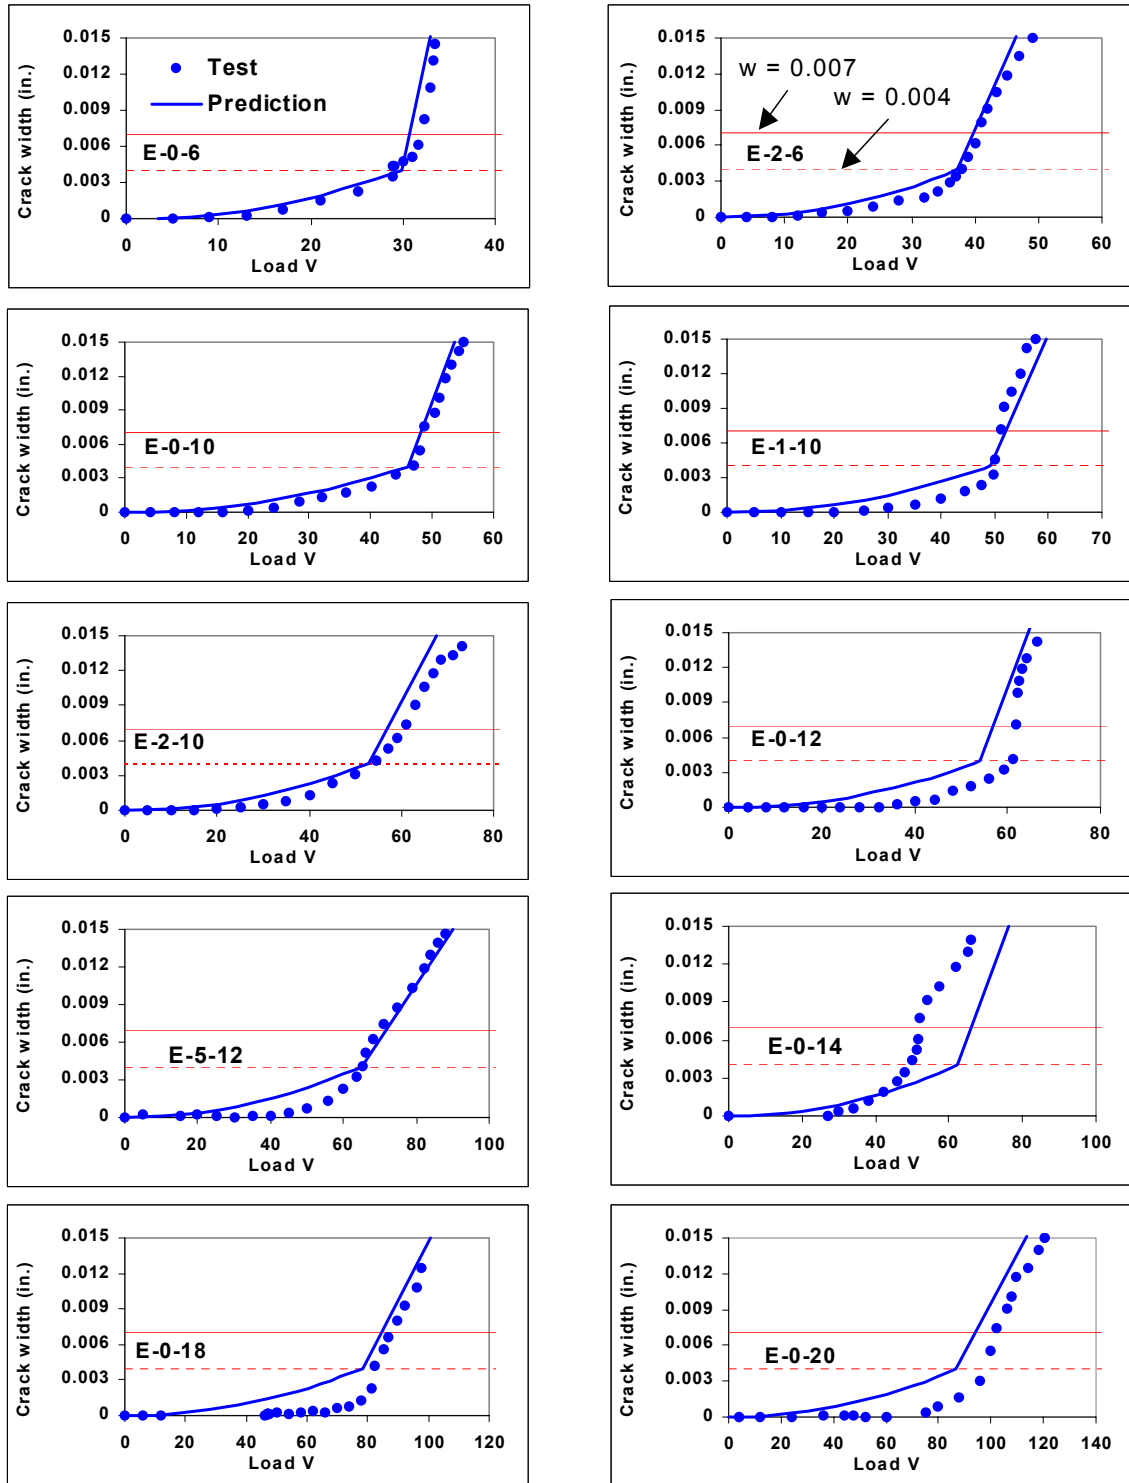 0.015
0.012
0.009
0.006
0.003
0
Crack width (in.)
Test
Prediction
E-0-6
0 10 20 30 40
Load V
0.015
0.012
0.009
0.006
0.003
0
Crack width (in.)
w = 0.007
w = 0.004
E-2-6
0 10 20 30 40 50 60
Load V
0.015
0.012
0.009
0.006
0.003
0
Crack width (in.)
E-0-10
0 10 20 30 40 50 60
Load V
0.015
0.012
0.009
0.006
0.003
0
Crack width (in.)
E-1-10
0 10 20 30 40 50 60 70
Load V
0.015
0.012
0.009
0.006
0.003
0
Crack width (in.)
E-2-10
0 20 40 60 80
Load V
0.015
0.012
0.009
0.006
0.003
0
Crack width (in.)
E-0-12
0 20 40 60 80
Load V
0.015
0.012
0.009
0.006
0.003
0
Crack width (in.)
E-5-12
0 20 40 60 80 100
Load V
0.015
0.012
0.009
0.006
0.003
0
Crack width (in.)
E-0-14
0 20 40 60 80 100
Load V
0.015
0.012
0.009
0.006
0.003
0
Crack width (in.)
E-0-18
0 20 40 60 80 100 120
Load V
0.015
0.012
0.009
0.006
0.003
0
Crack width (in.)
E-0-20
0 20 40 60 80 100 120 140
Load V